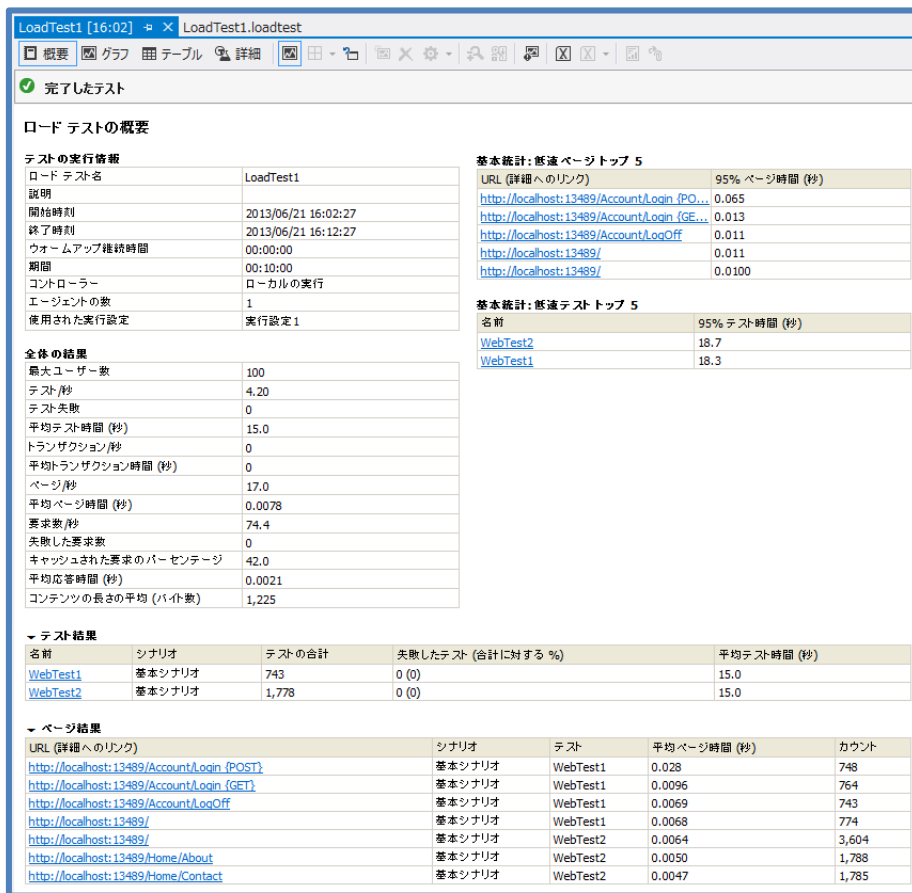 LoadTest1 [16:02] LoadTest1.loadtest
概要 グラフ テーブル 詳細
完了したテスト
ロード テストの概要
テストの実行情報
ロード テスト名 LoadTest1
説明
開始時刻 2013/06/21 16:02:27
終了時刻 2013/06/21 16:12:27
ウォームアップ継続時間 00:00:00
期間 00:10:00
コントローラー ローカルの実行
エージェントの数 1
使用された実行設定 実行設定1
全体の結果
最大ユーザー数 100
テスト/秒 4.20
テスト失敗 0
平均テスト時間 (秒) 15.0
トランザクション/秒 0
平均トランザクション時間 (秒) 0
ページ/秒 17.0
平均ページ時間 (秒) 0.0078
要求数/秒 74.4
失敗した要求数 0
キャッシュされた要求のパーセンテージ 42.0
平均応答時間 (秒) 0.0021
コンテンツの長さの平均 (バイト数) 1,225
基本統計: 低速ページ トップ 5
URL (詳細へのリンク) 95% ページ時間 (秒)
http://localhost:13489/Account/Login {PO... 0.065
http://localhost:13489/Account/Login {GE... 0.013
http://localhost:13489/Account/LogOff 0.011
http://localhost:13489/ 0.011
http://localhost:13489/ 0.0100
基本統計: 低速テスト トップ 5
名前 95% テスト時間 (秒)
WebTest2 18.7
WebTest1 18.3
テスト結果
名前 シナリオ テストの合計 失敗したテスト (合計に対する %) 平均テスト時間 (秒)
WebTest1 基本シナリオ 743 0 (0) 15.0
WebTest2 基本シナリオ 1,778 0 (0) 15.0
ページ結果
URL (詳細へのリンク) シナリオ テスト 平均ページ時間 (秒) カウント
http://localhost:13489/Account/Login {POST} 基本シナリオ WebTest1 0.028 748
http://localhost:13489/Account/Login {GET} 基本シナリオ WebTest1 0.0096 764
http://localhost:13489/Account/LogOff 基本シナリオ WebTest1 0.0069 743
http://localhost:13489/ 基本シナリオ WebTest1 0.0068 774
http://localhost:13489/ 基本シナリオ WebTest2 0.0064 3,604
http://localhost:13489/Home/About 基本シナリオ WebTest2 0.0050 1,788
http://localhost:13489/Home/Contact 基本シナリオ WebTest2 0.0047 1,785